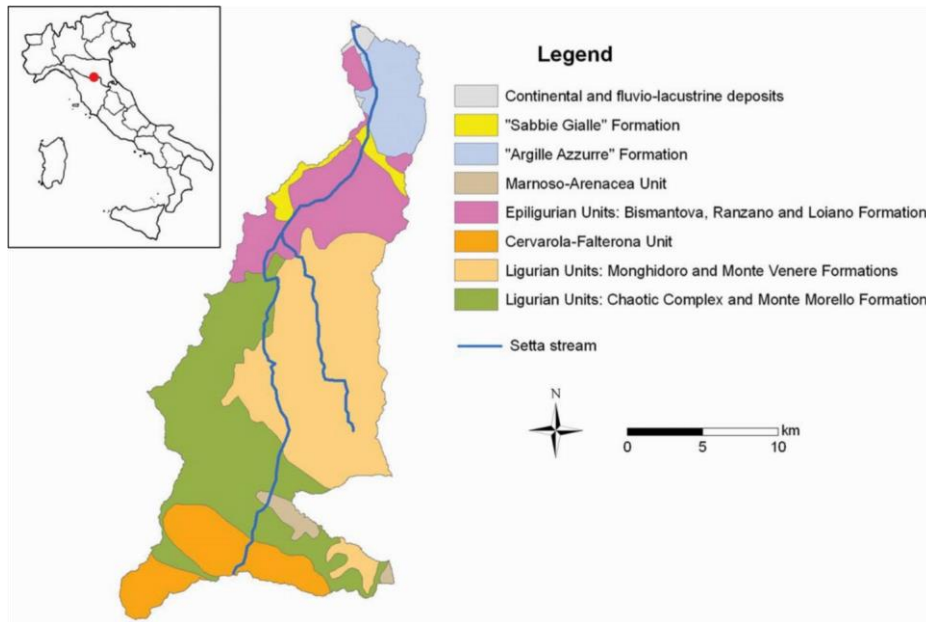 Legend
Continental and fluvio-lacustrine deposits
"Sabbie Gialle" Formation
"Argille Azzurre" Formation
Marnoso-Arenacea Unit
Epiligurian Units: Bismantova, Ranzano and Loiano Formation
Cervarola-Falterona Unit
Ligurian Units: Monghidoro and Monte Venere Formations
Ligurian Units: Chaotic Complex and Monte Morello Formation
Setta stream
N
km
0 5 10